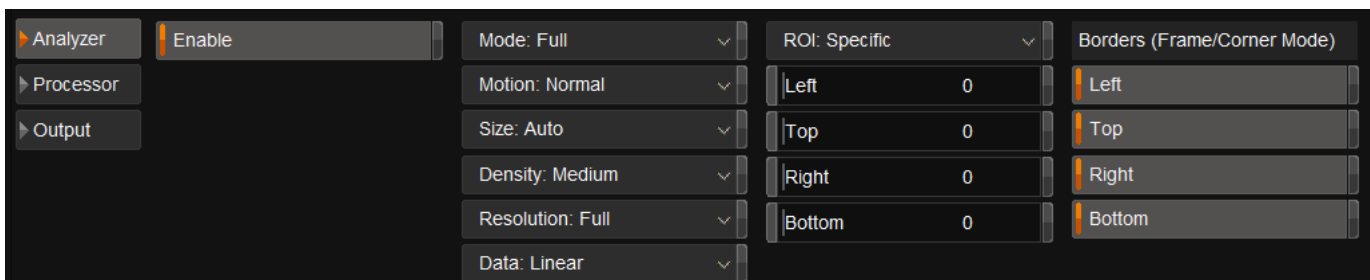 Analyzer
Enable
Mode: Full
ROI: Specific
Borders (Frame/Corner Mode)
Processor
Motion: Normal
Left 0
Left
Output
Size: Auto
Top 0
Top
Density: Medium
Right 0
Right
Resolution: Full
Bottom 0
Bottom
Data: Linear